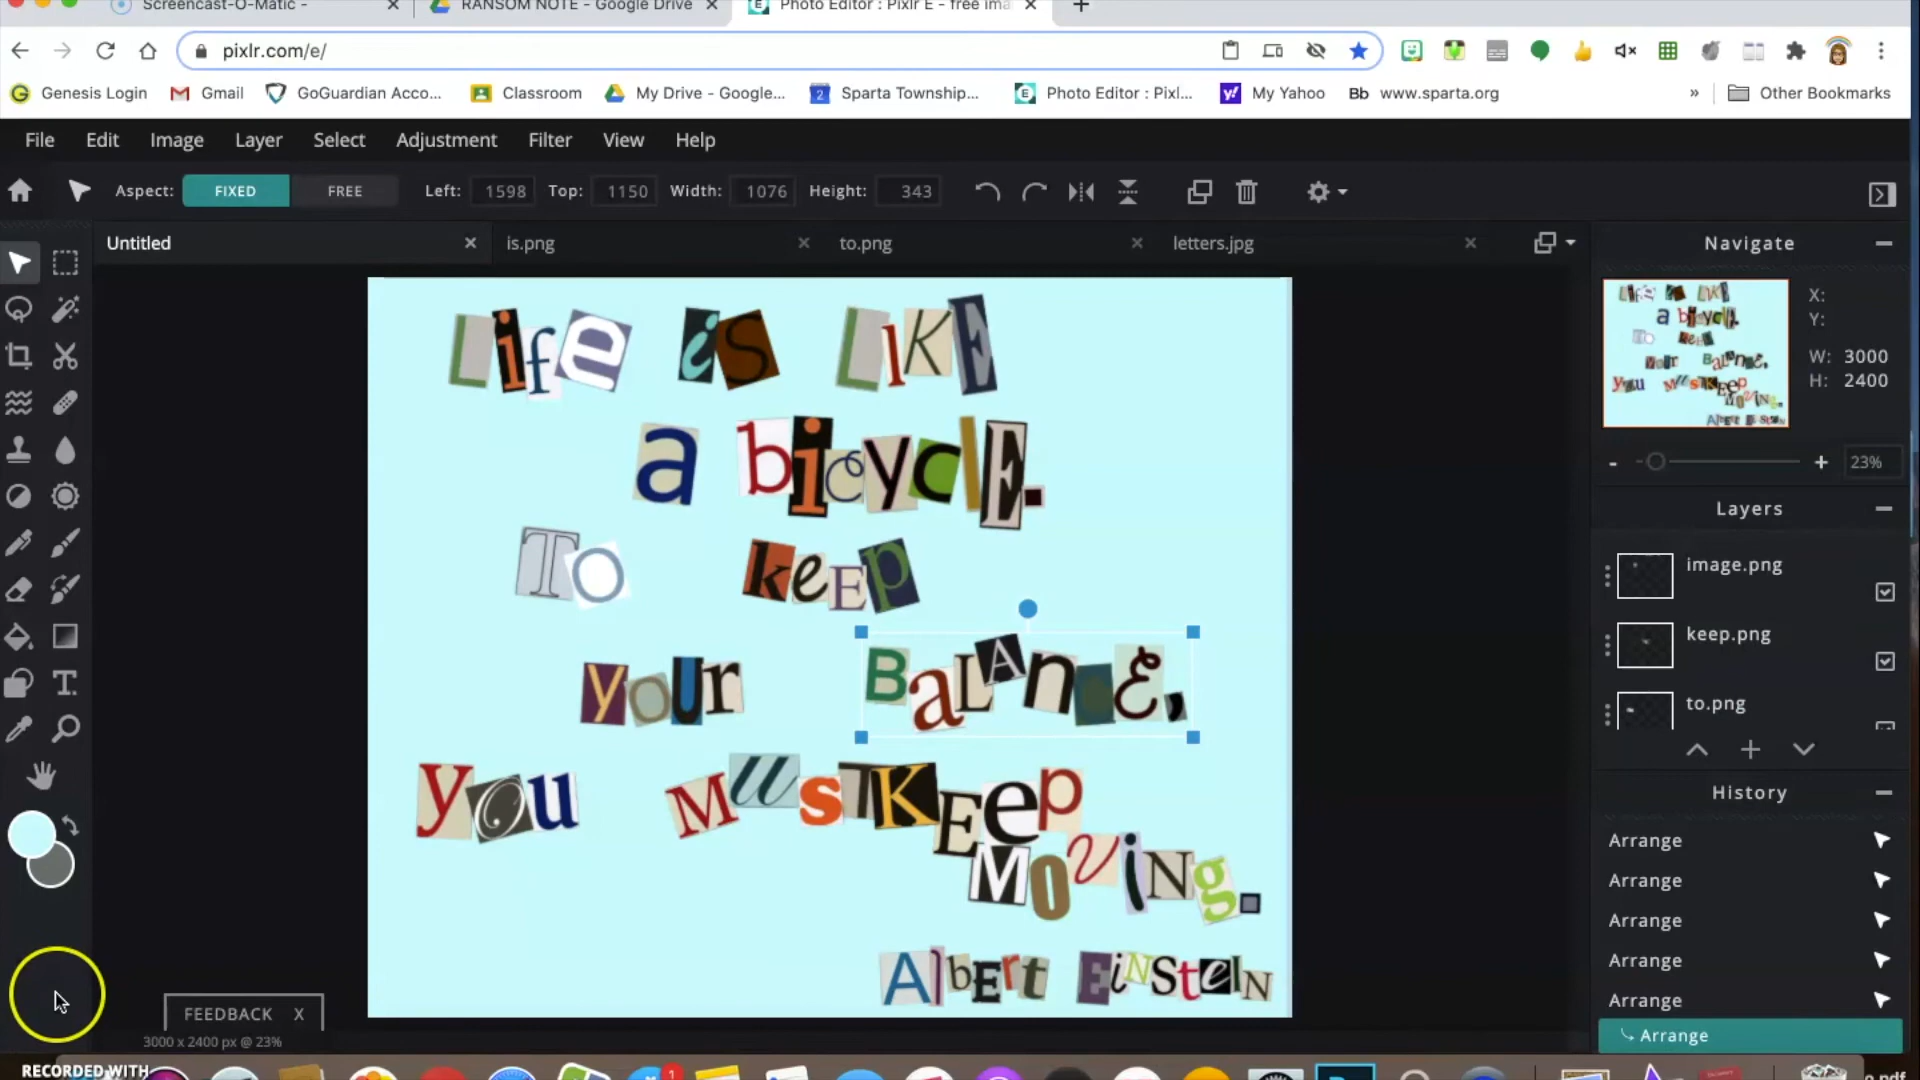 Screencast-O-Matic -
RANSOM NOTE - Google Drive
Photo Editor : Pixlr E - free ima
pixlr.com/e/
Genesis Login
Gmail
GoGuardian Acco...
Classroom
My Drive - Google...
2
Sparta Township...
Photo Editor : Pixl...
My Yahoo
Bb
www.sparta.org
»
Other Bookmarks
File Edit Image Layer Select Adjustment Filter View Help
Aspect: FIXED FREE Left: 1598 Top: 1150 Width: 1076 Height: 343
Untitled
is.png
to.png
letters.jpg
Navigate
Life is LIKE
a bicyclE.
To keEp
your BaLAncE,
you MusTKEep
Moving.
AlbErt EiNSteIN
X:
Y:
W: 3000
H: 2400
- + 23%
Layers
image.png
keep.png
to.png
History
Arrange
Arrange
Arrange
Arrange
Arrange
Arrange
FEEDBACK X
3000 x 2400 px @ 23%
RECORDED WITH
1